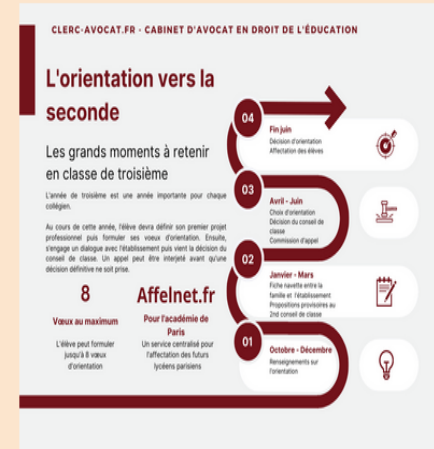 CLERC-AVOCAT.FR - CABINET D'AVOCAT EN DROIT DE L'ÉDUCATION
L'orientation vers la
seconde
Les grands moments à retenir
en classe de troisième
L'année de troisième est une année importante pour chaque
collégien.
Au cours de cette année, l'élève devra définir son premier projet
professionnel puis formuler ses voeux d'orientation. Ensuite,
s'engage un dialogue avec l'établissement puis vient la décision du
conseil de classe. Un appel peut être interjeté avant qu'une
décision définitive ne soit prise.
8
Vœux au maximum
L'élève peut formuler
jusqu'à 8 vœux
d'orientation
Affelnet.fr
Pour l'académie de
Paris
Un service centralisé pour
l'affectation des futurs
lycéens parisiens
04
Fin juin
Décision d'orientation
Affectation des élèves
03
Avril - Juin
Choix d'orientation
Décision du conseil de
classe
Commission d'appel
02
Janvier - Mars
Fiche navette entre la
famille et l'établissement
Propositions provisoires au
2nd conseil de classe
01
Octobre - Décembre
Renseignements sur
l'orientation